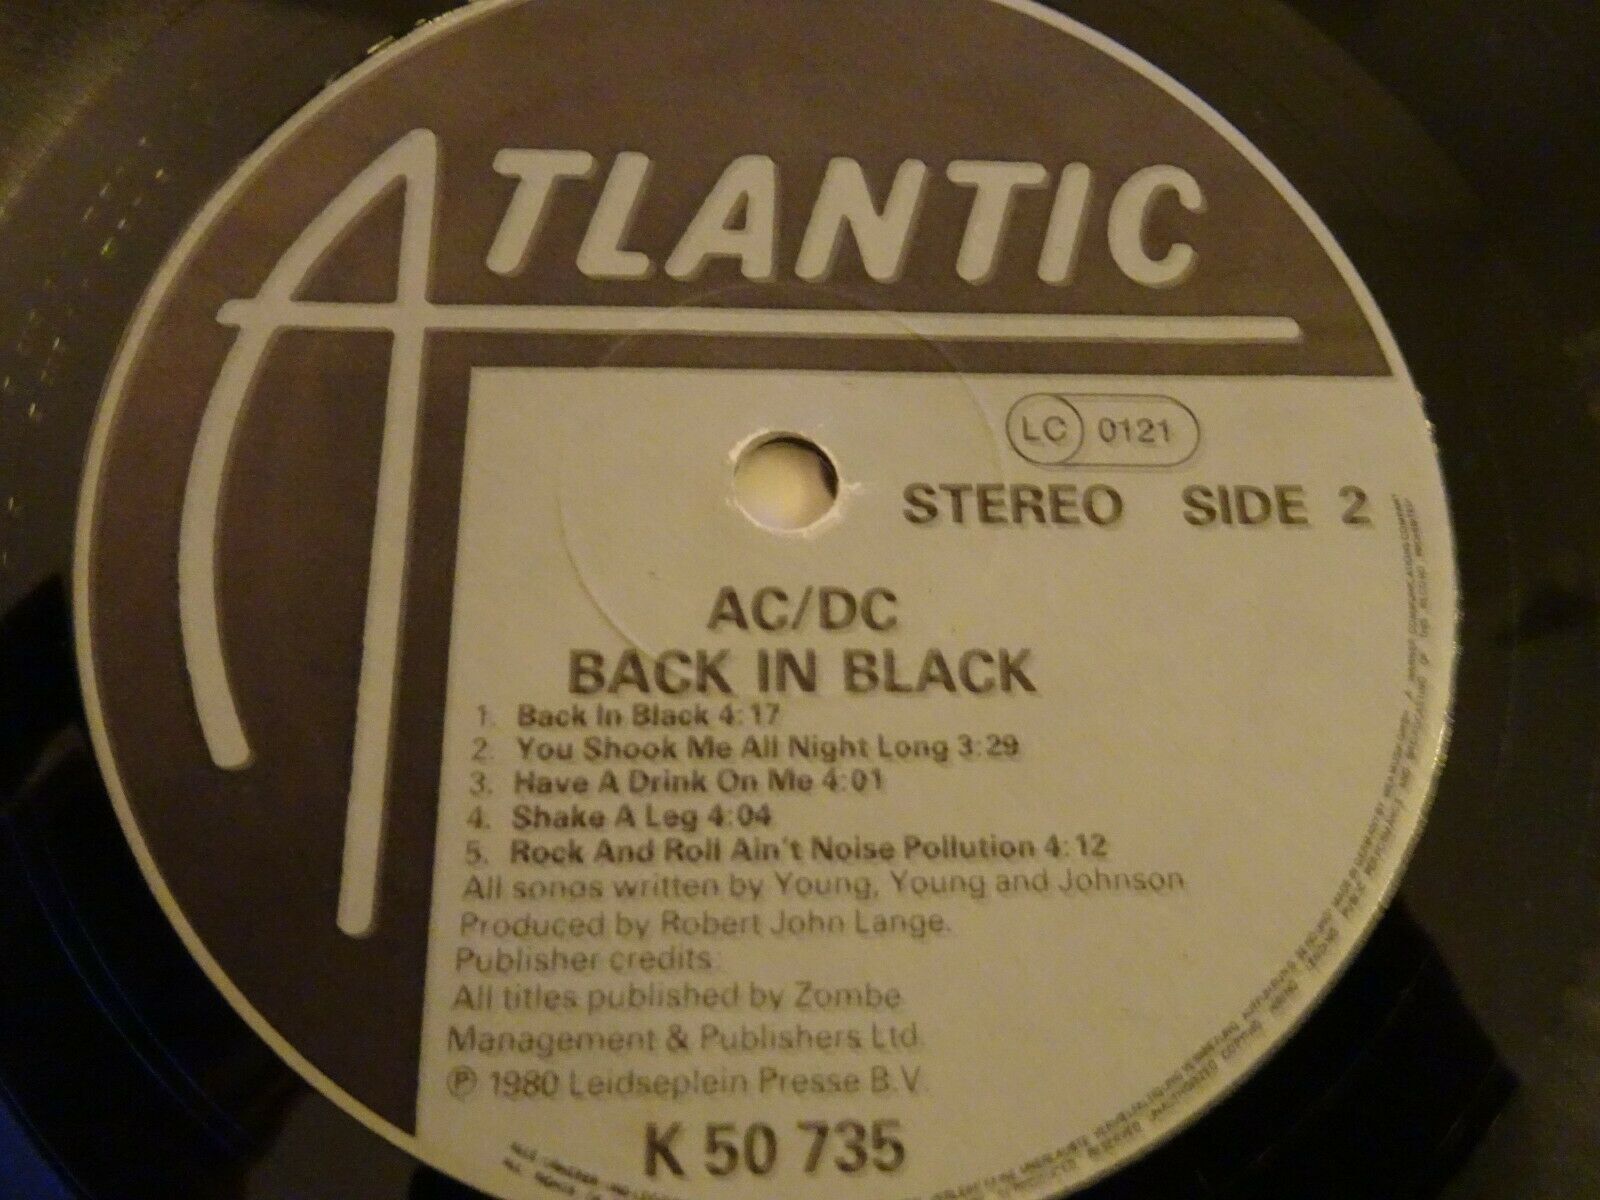 ATLANTIC
LC 0121
STEREO SIDE 2
AC/DC
BACK IN BLACK
1. Back In Black 4:17
2. You Shook Me All Night Long 3:29
3. Have A Drink On Me 4:01
4. Shake A Leg 4:04
5. Rock And Roll Ain't Noise Pollution 4:12
All songs written by Young, Young and Johnson
Produced by Robert John Lange.
Publisher credits:
All titles published by Zombe
Management & Publishers Ltd.
℗ 1980 Leidseplein Presse B.V.
K 50 735